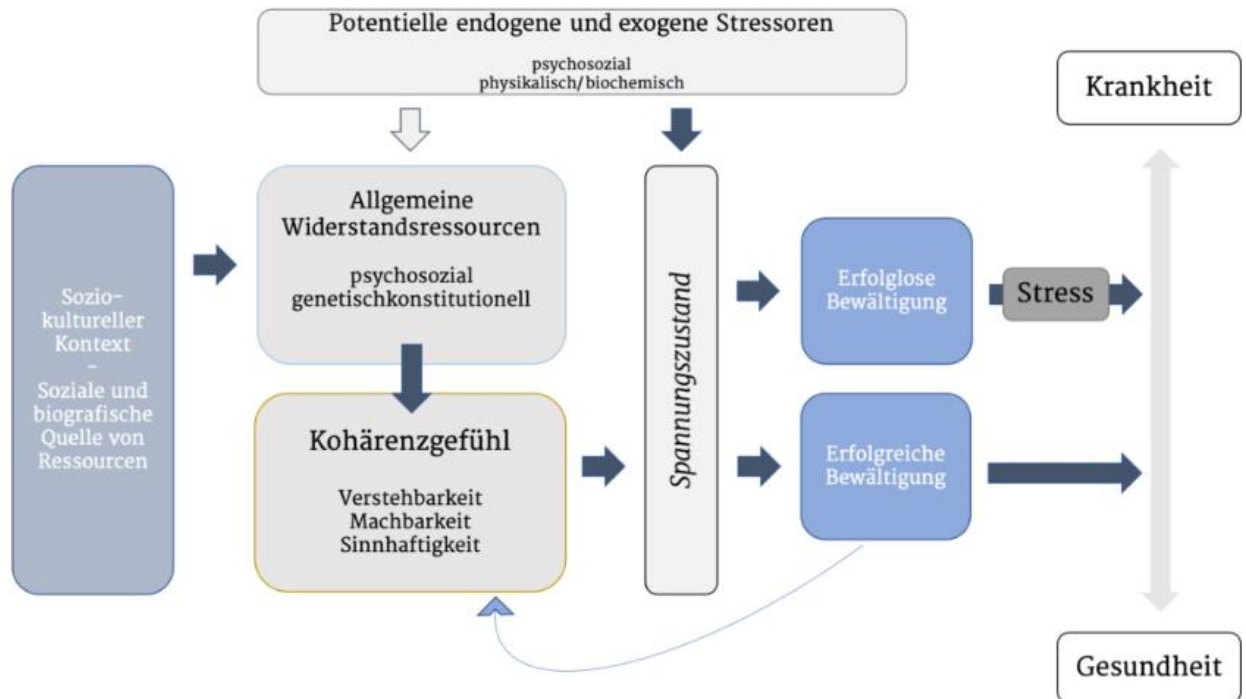 Potentielle endogene und exogene Stressoren
psychosozial
physikalisch/biochemisch
Krankheit
Allgemeine
Widerstandsressourcen
psychosozial
genetischkonstitutionell
Sozio-
kultureller
Kontext
-
Soziale und
biografische
Quelle von
Ressourcen
Kohärenzgefühl
Verstehbarkeit
Machbarkeit
Sinnhaftigkeit
Spannungszustand
Erfolglose
Bewältigung
Stress
Erfolgreiche
Bewältigung
Gesundheit